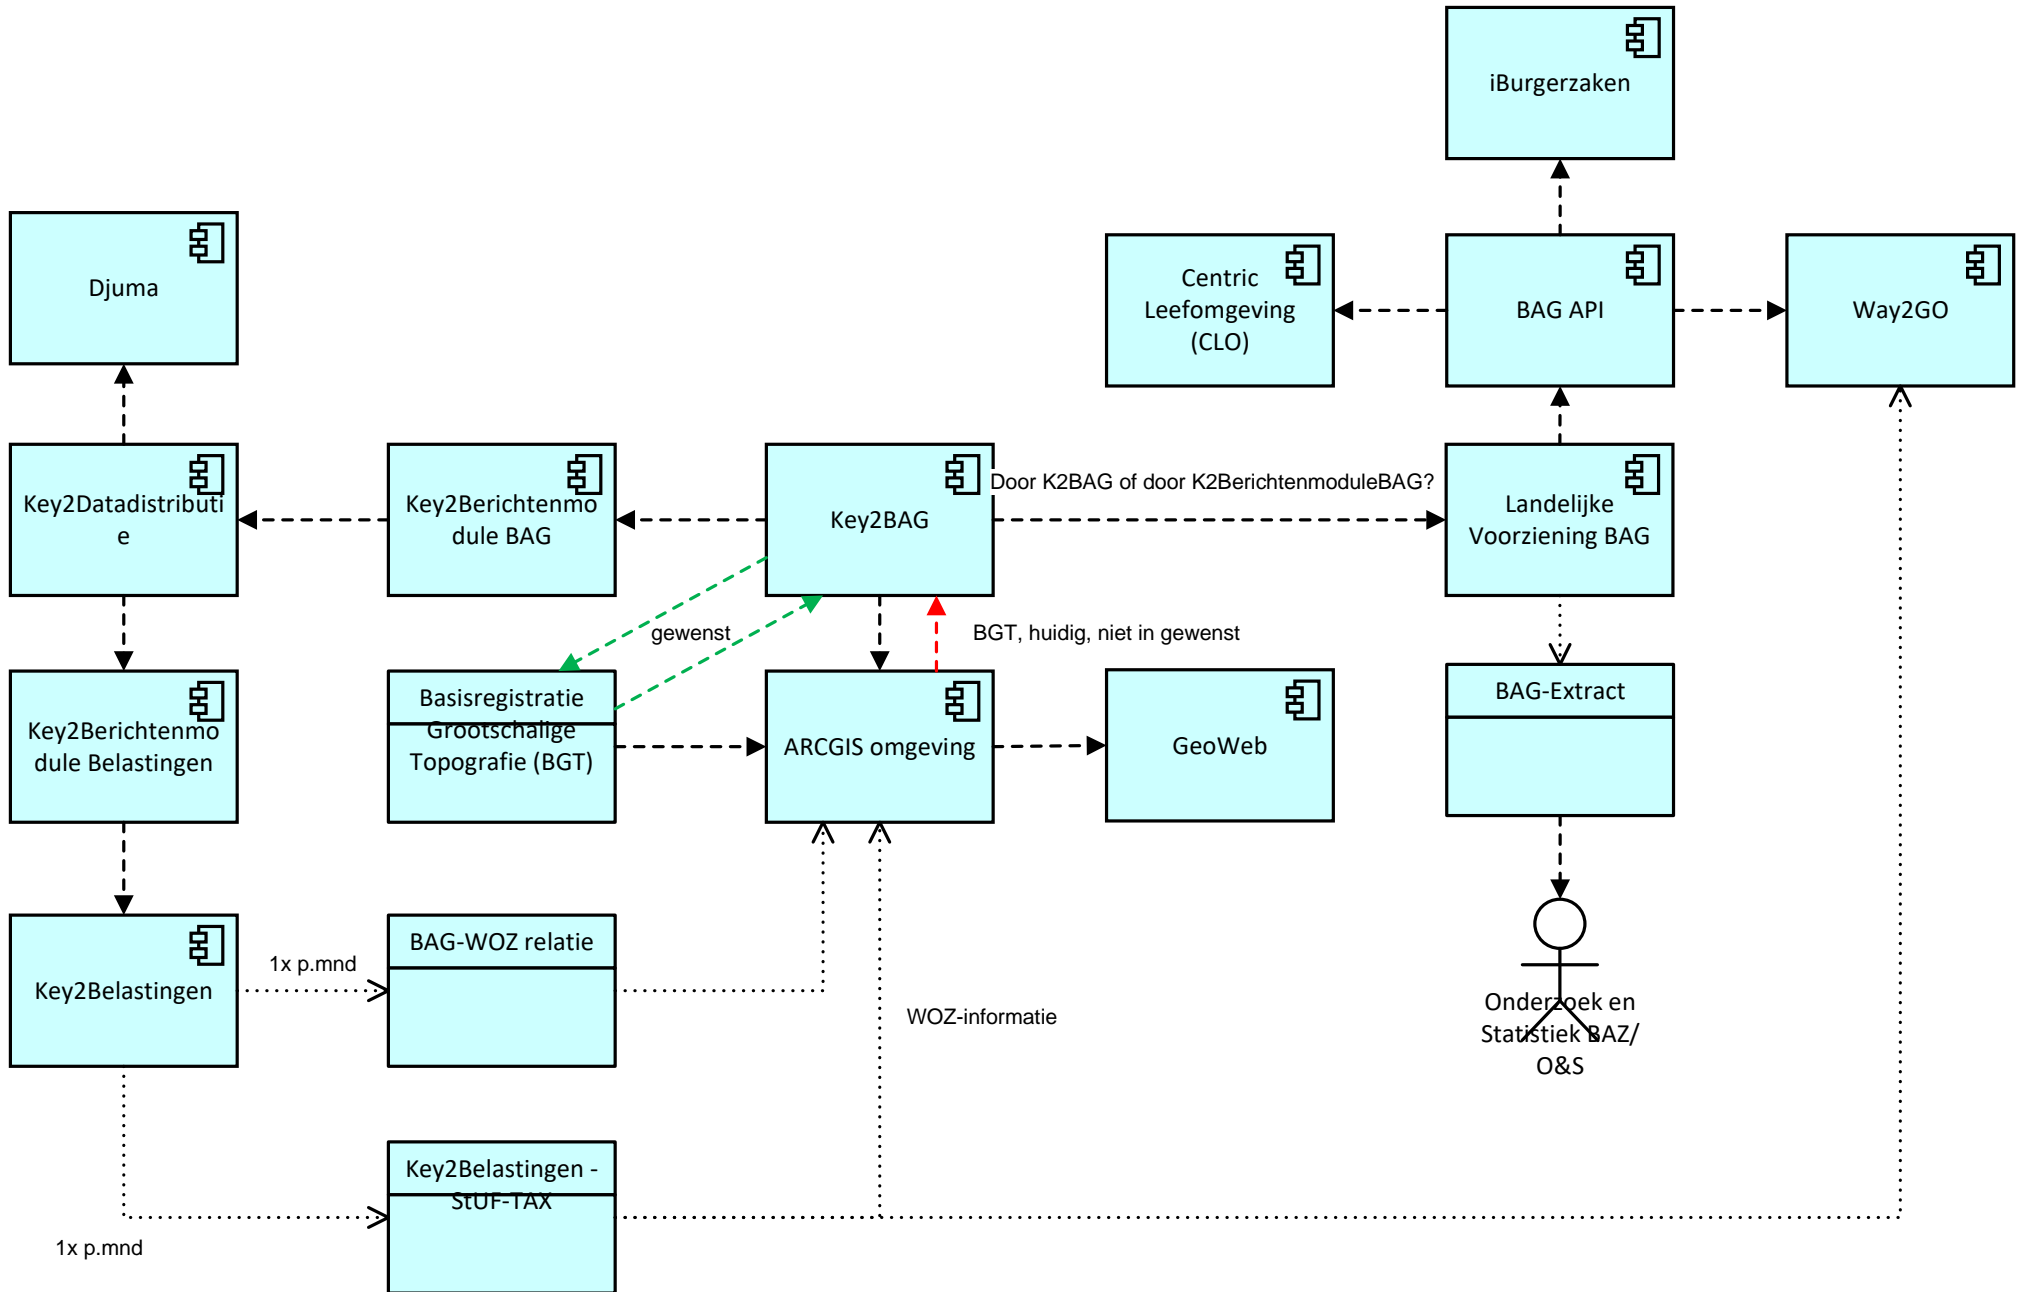 iBurgerzaken
Djuma
Centric
Leefomgeving
(CLO)
BAG API
Way2GO
Key2Datadistributi
e
Key2Berichtenmo
dule BAG
Key2BAG
Door K2BAG of door K2BerichtenmoduleBAG?
Landelijke
Voorziening BAG
gewenst
BGT, huidig, niet in gewenst
Key2Berichtenmo
dule Belastingen
Basisregistratie
Grootschalige
Topografie (BGT)
ARCGIS omgeving
GeoWeb
BAG-Extract
Key2Belastingen
1x p.mnd
BAG-WOZ relatie
WOZ-informatie
Onderzoek en
Statistiek BAZ/
O&S
Key2Belastingen -
StUF-TAX
1x p.mnd